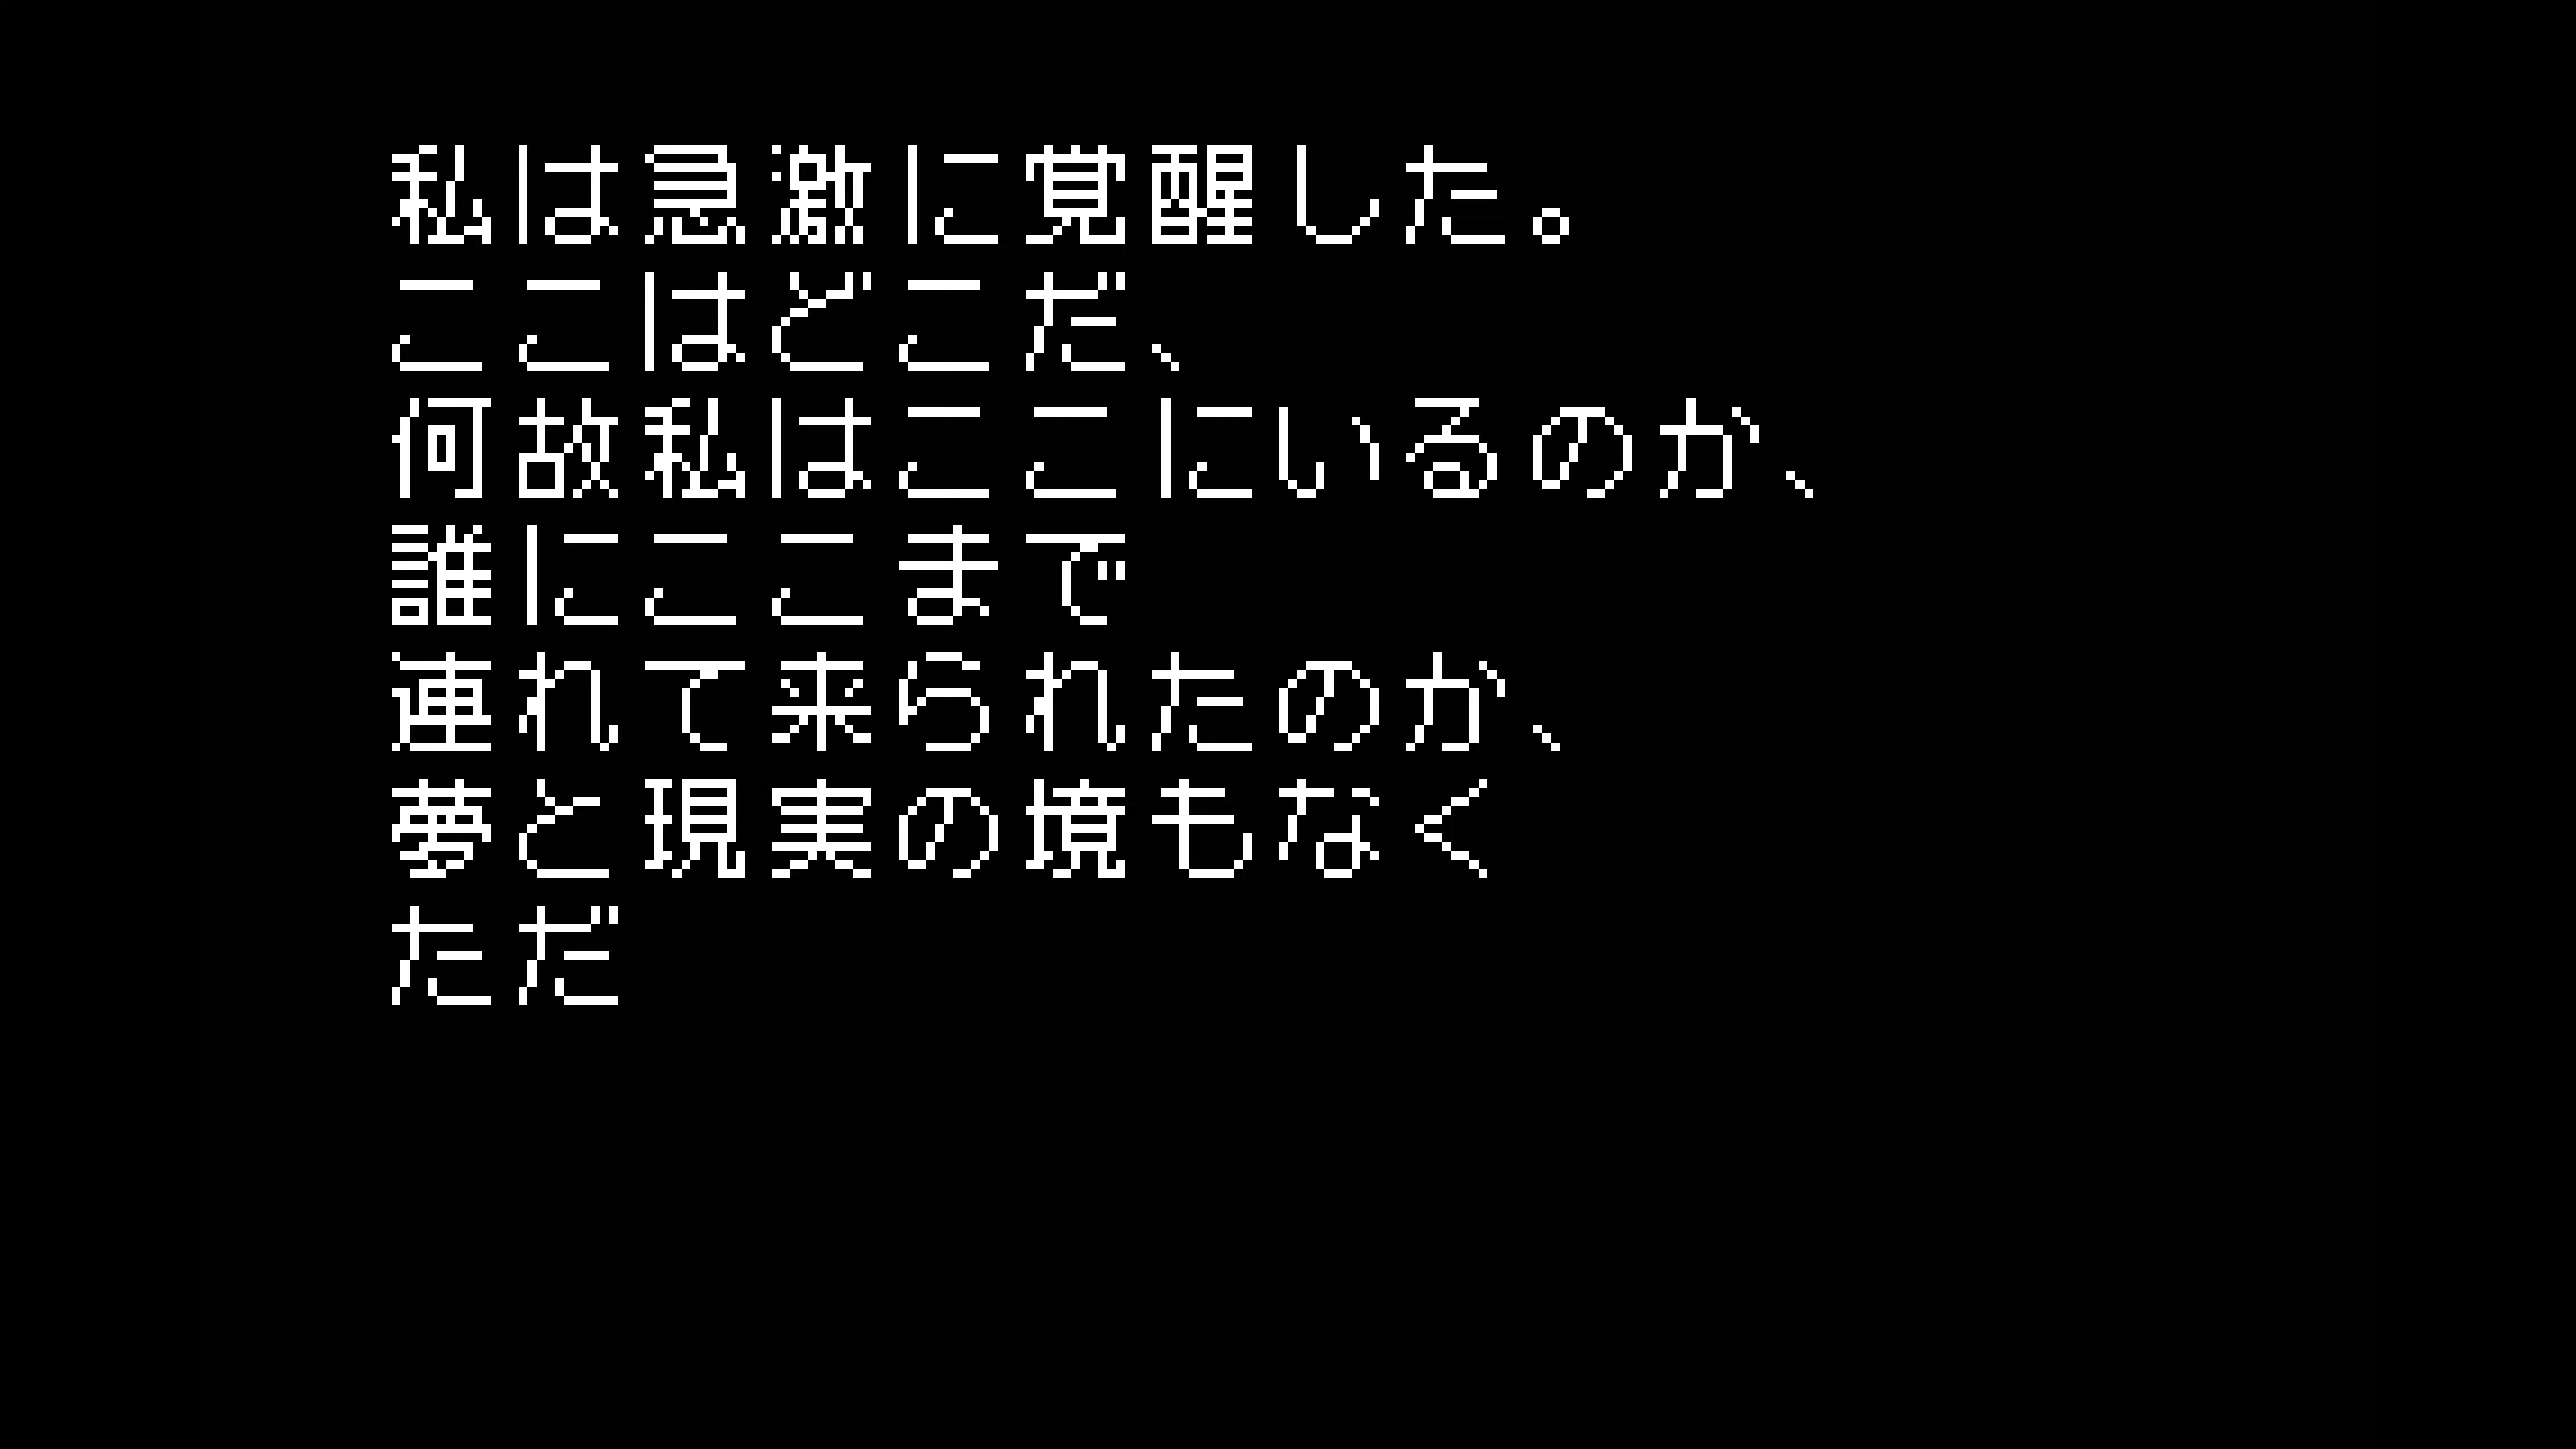 私は急激に覚醒した。
ここはどこだ、
何故私はここにいるのか、
誰にここまで
連れて来られたのか、
夢と現実の境もなく
ただ